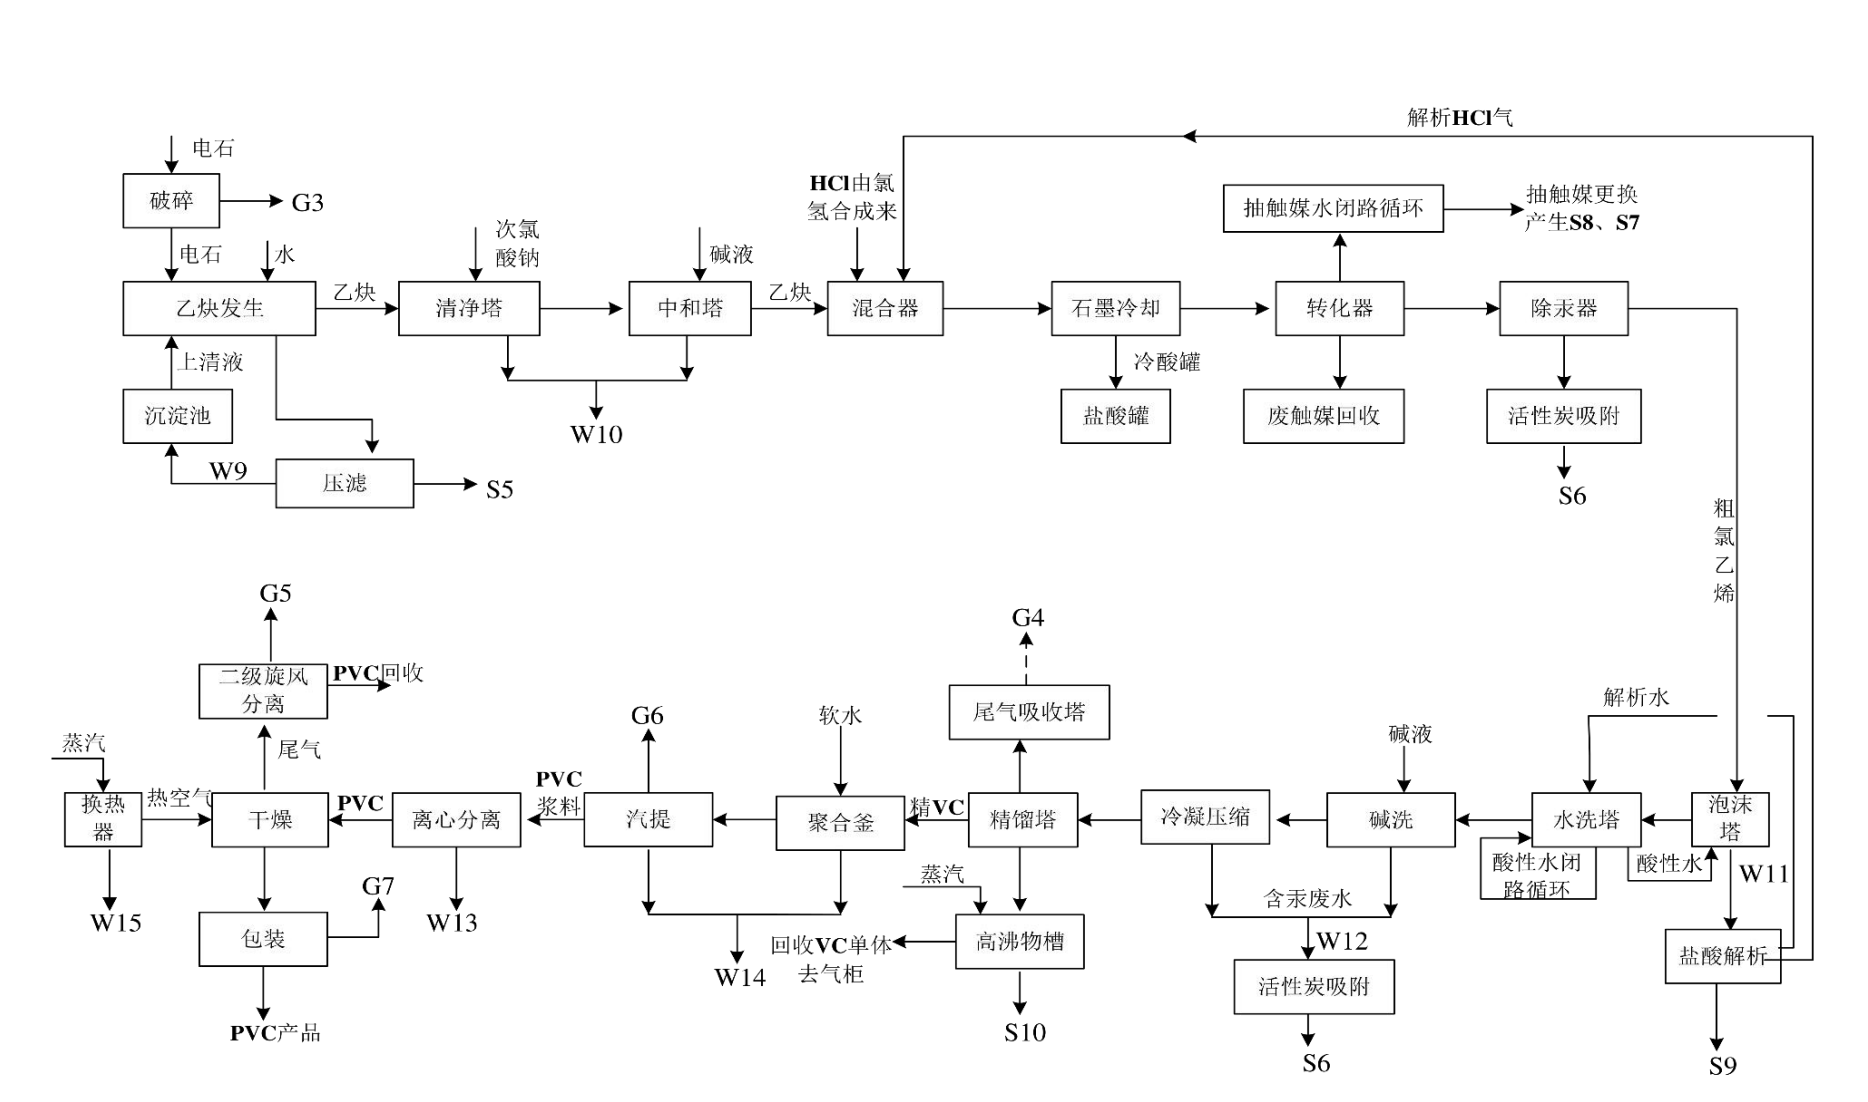 解析HCl气
电石
破碎
G3
HCl由氯
氢合成来
抽触媒水闭路循环
抽触媒更换
产生S8、S7
电石
水
次氯
酸钠
碱液
乙炔发生
乙炔
清净塔
中和塔
乙炔
混合器
石墨冷却
转化器
除汞器
上清液
冷酸罐
沉淀池
W10
盐酸罐
废触媒回收
活性炭吸附
W9
压滤
S5
S6
粗
氯
乙
烯
G5
G4
二级旋风
分离
PVC回收
尾气吸收塔
解析水
G6
软水
碱液
蒸汽
尾气
换热
器
热空气
干燥
PVC
离心分离
PVC
浆料
汽提
聚合釜
精VC
精馏塔
冷凝压缩
碱洗
水洗塔
泡沫
塔
酸性水闭
路循环
酸性水
W11
蒸汽
含汞废水
G7
W15
包装
W13
W14
回收VC单体
去气柜
高沸物槽
W12
盐酸解析
活性炭吸附
PVC产品
S10
S6
S9